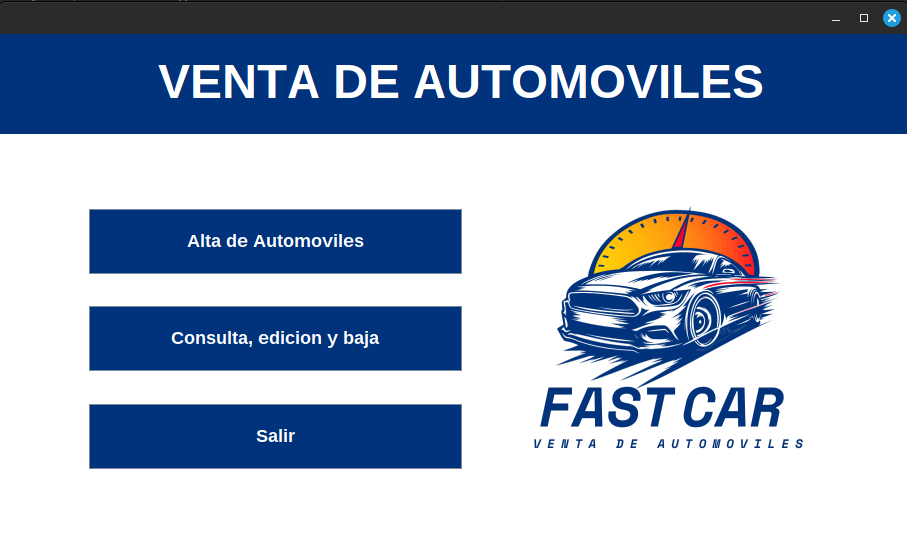 VENTA DE AUTOMOVILES
Alta de Automoviles
Consulta, edicion y baja
Salir
FAST CAR
VENTA DE AUTOMOVILES